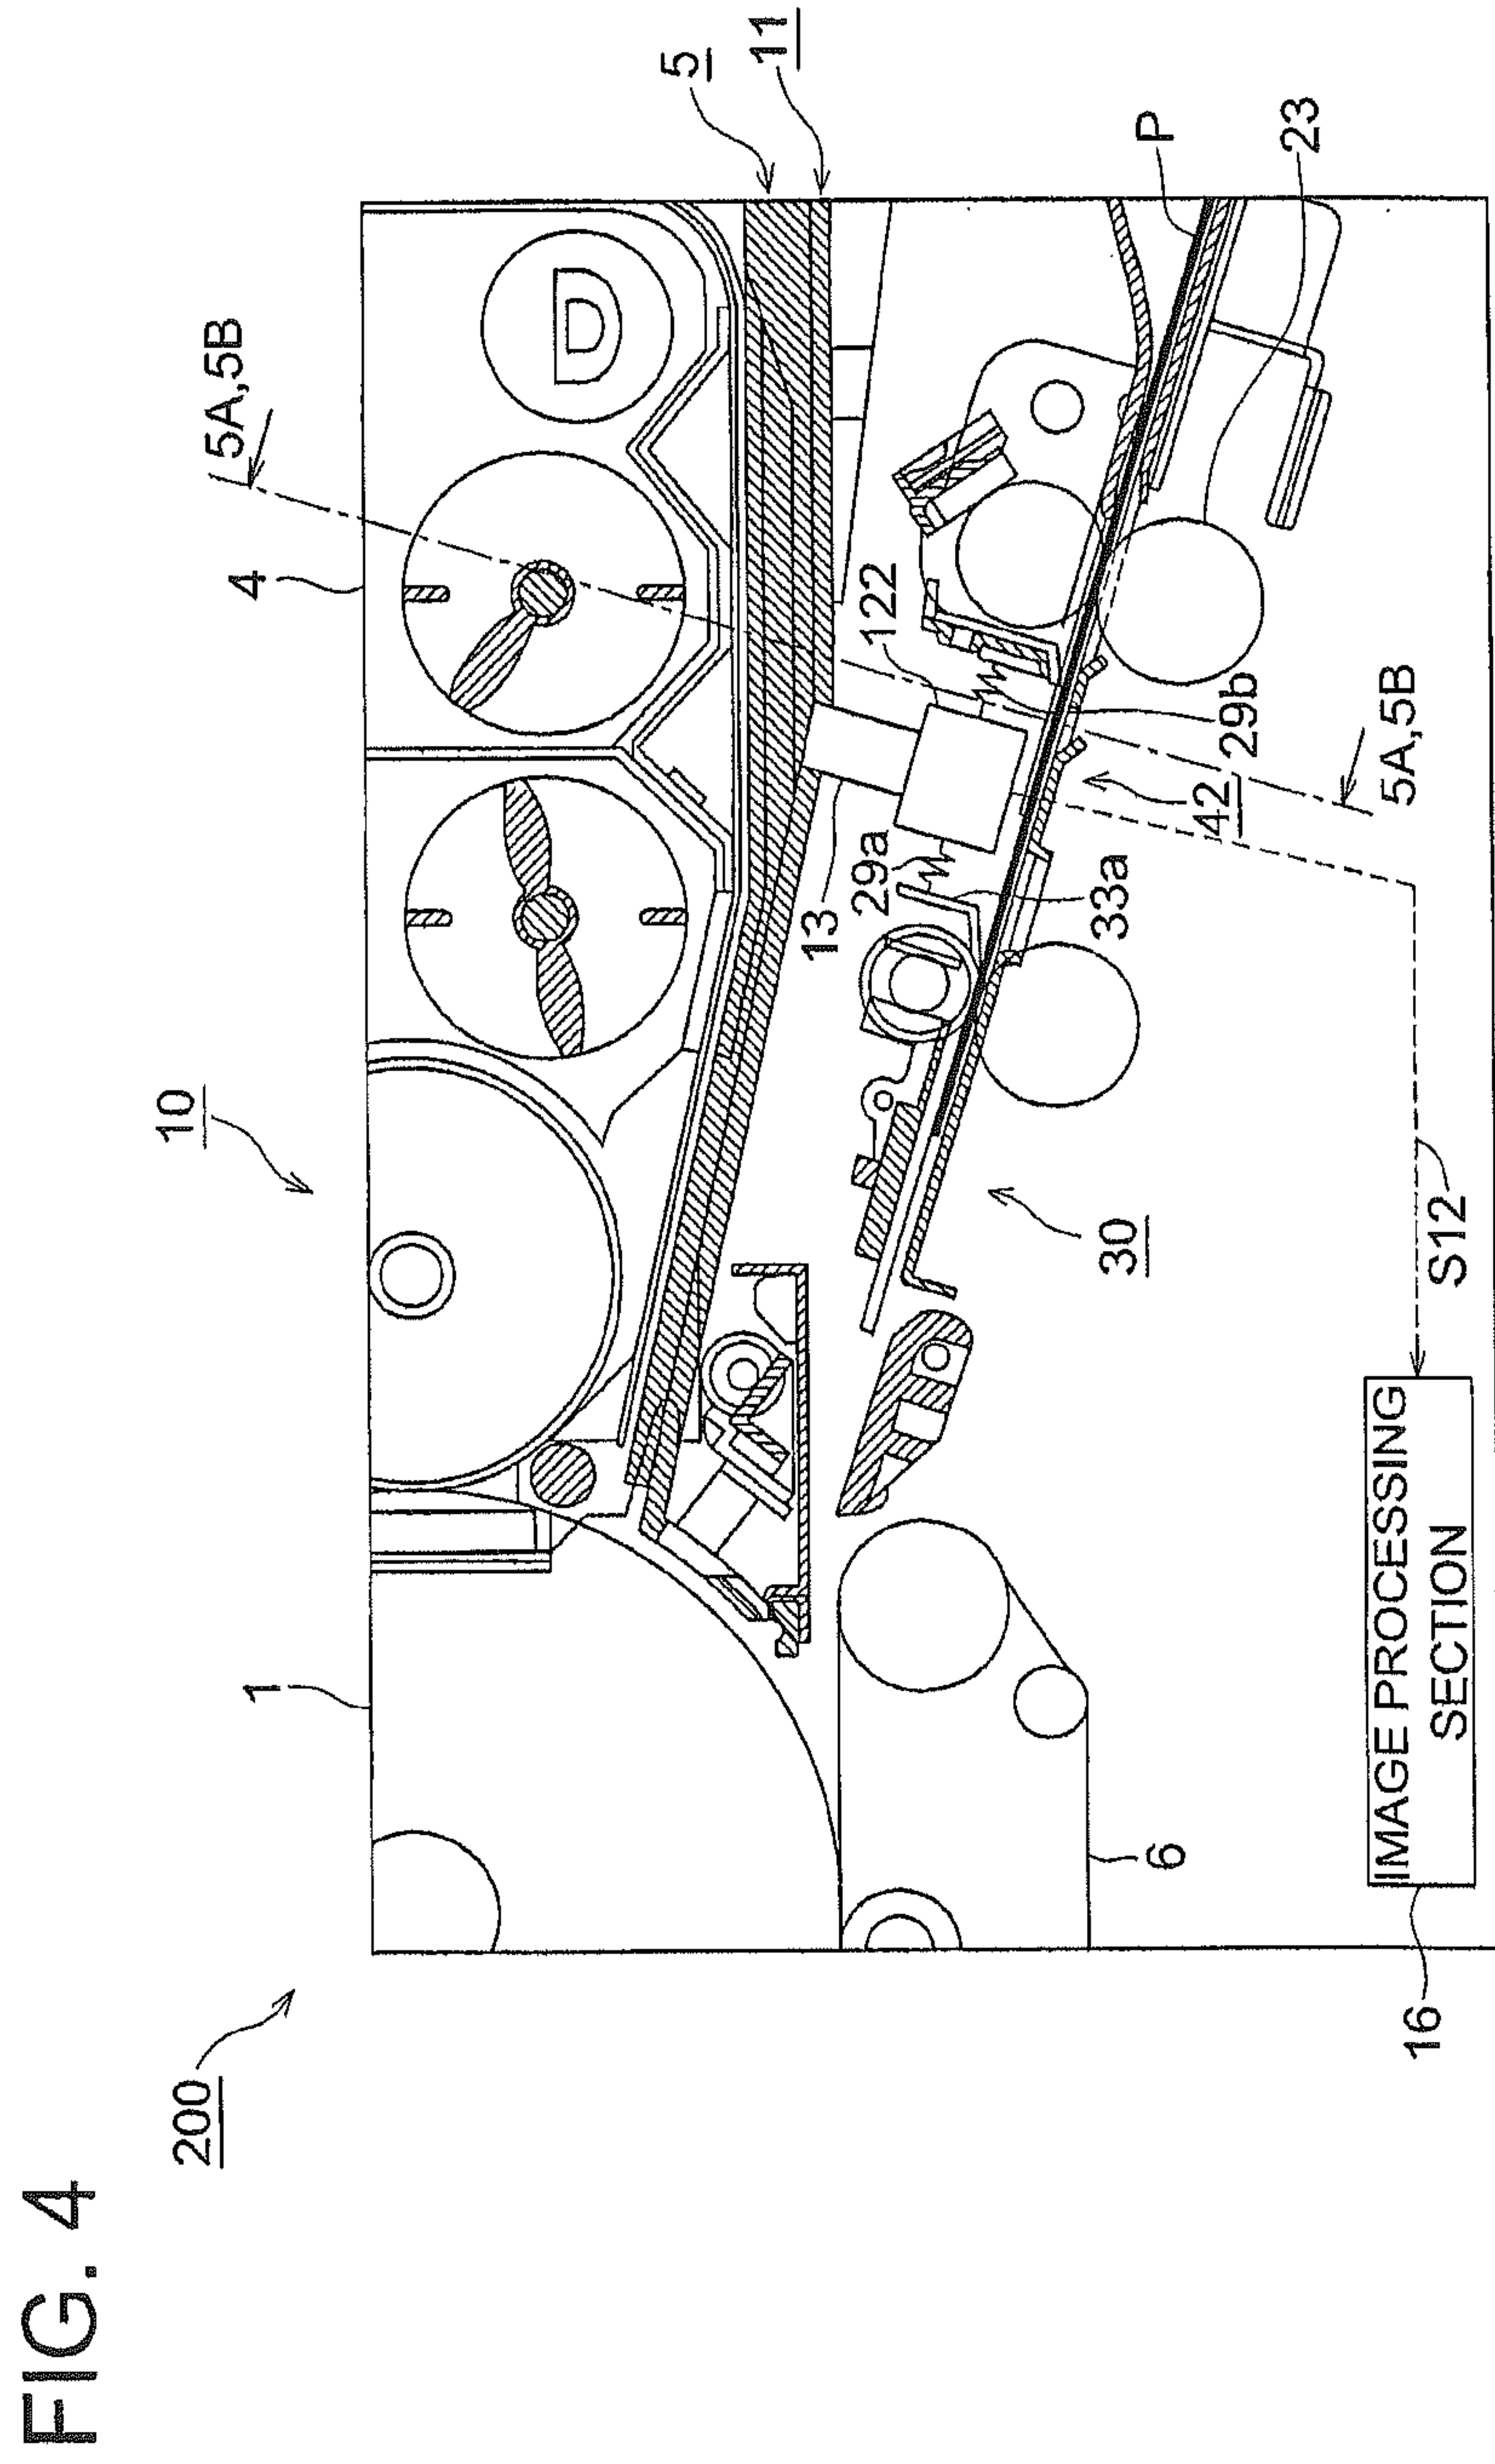 FIG. 4
200
10
1
4
5A,5B
5
11
13
122
29a
29b
33a
42
30
P
23
5A,5B
6
S12
16
IMAGE PROCESSING
SECTION